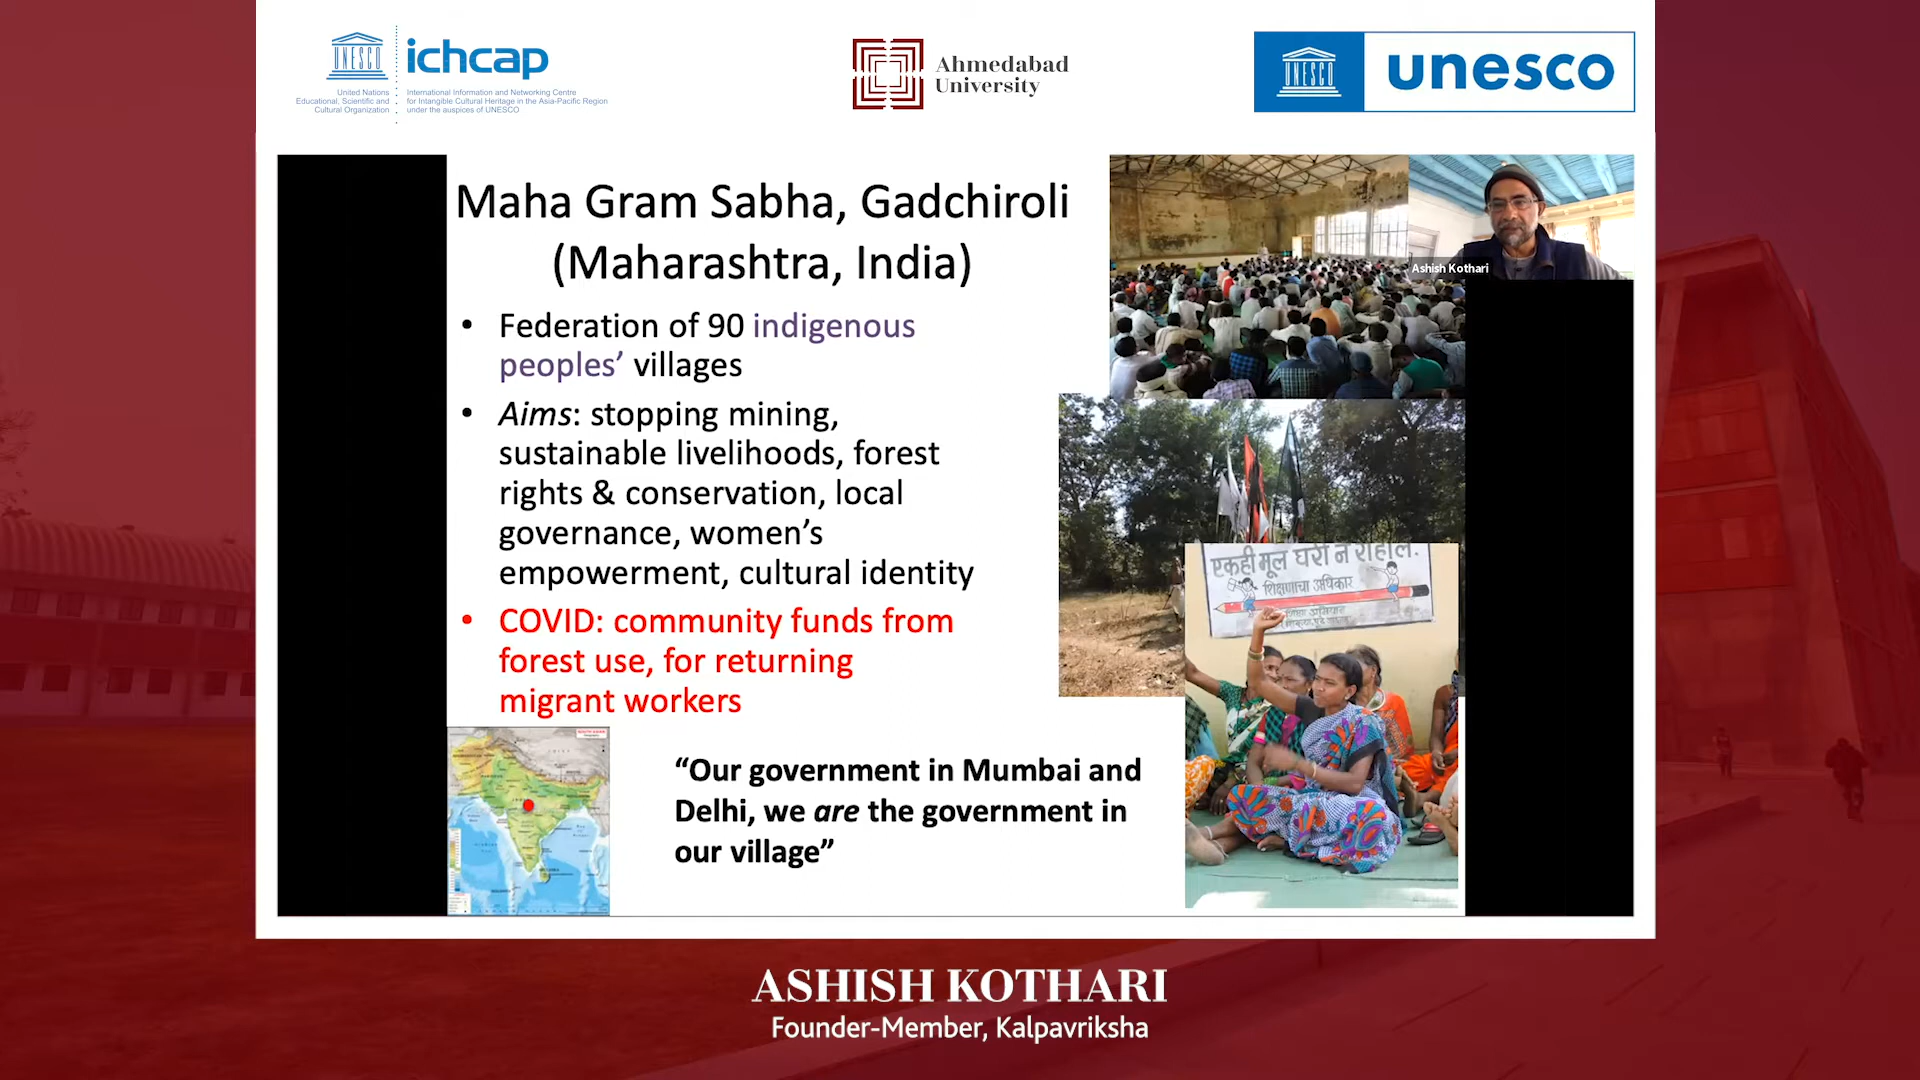 UNESCO
United Nations
Educational, Scientific and
Cultural Organization
ichcap
International Information and Networking Centre
for Intangible Cultural Heritage in the Asia-Pacific Region
under the auspices of UNESCO
Ahmedabad
University
UNESCO
unesco
Maha Gram Sabha, Gadchiroli
(Maharashtra, India)
• Federation of 90 indigenous
peoples’ villages
• Aims: stopping mining,
sustainable livelihoods, forest
rights & conservation, local
governance, women’s
empowerment, cultural identity
• COVID: community funds from
forest use, for returning
migrant workers
“Our government in Mumbai and
Delhi, we are the government in
our village”
Ashish Kothari
एकही मूल घरी न राहील.
शिक्षणाचा अधिकार
ASHISH KOTHARI
Founder-Member, Kalpavriksha